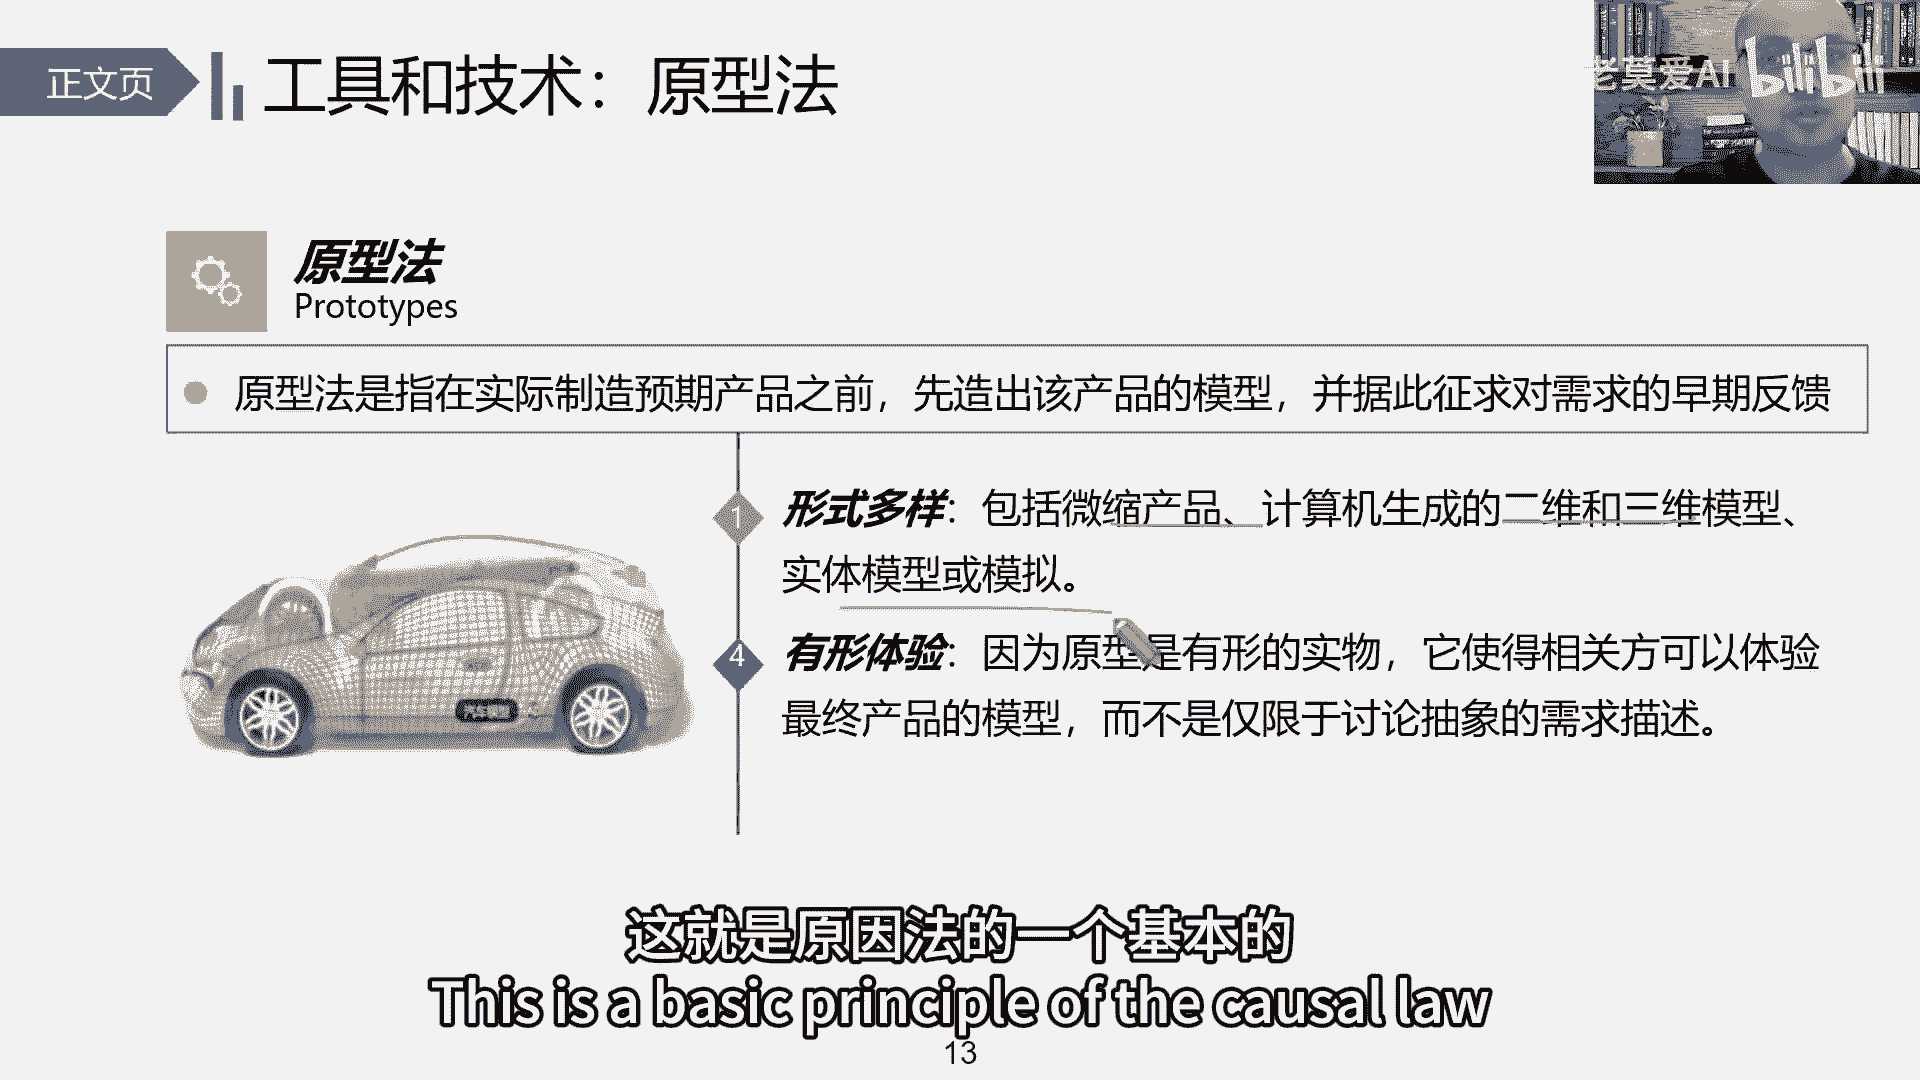 正文页
工具和技术：原型法
老莫爱AI bilibili
原型法
Prototypes
原型法是指在实际制造预期产品之前，先造出该产品的模型，并据此征求对需求的早期反馈
1
形式多样：包括微缩产品、计算机生成的二维和三维模型、
实体模型或模拟。
4
有形体验：因为原型是有形的实物，它使得相关方可以体验
最终产品的模型，而不是仅限于讨论抽象的需求描述。
这就是原因法的一个基本的
This is a basic principle of the causal law
13